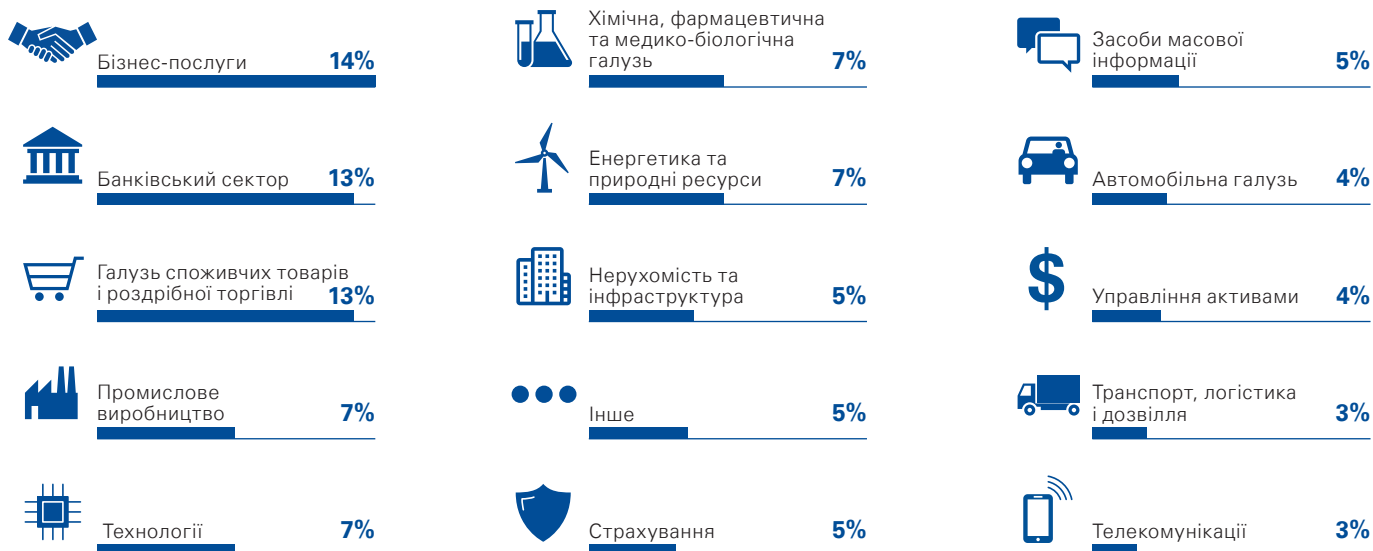 Бізнес-послуги 14%
Банківський сектор 13%
Галузь споживчих товарів
і роздрібної торгівлі 13%
Промислове
виробництво 7%
Технології 7%
Хімічна, фармацевтична
та медико-біологічна
галузь 7%
Енергетика та
природні ресурси 7%
Нерухомість та
інфраструктура 5%
Інше 5%
Страхування 5%
Засоби масової
інформації 5%
Автомобільна галузь 4%
$
Управління активами 4%
Транспорт, логістика
і дозвілля 3%
Телекомунікації 3%